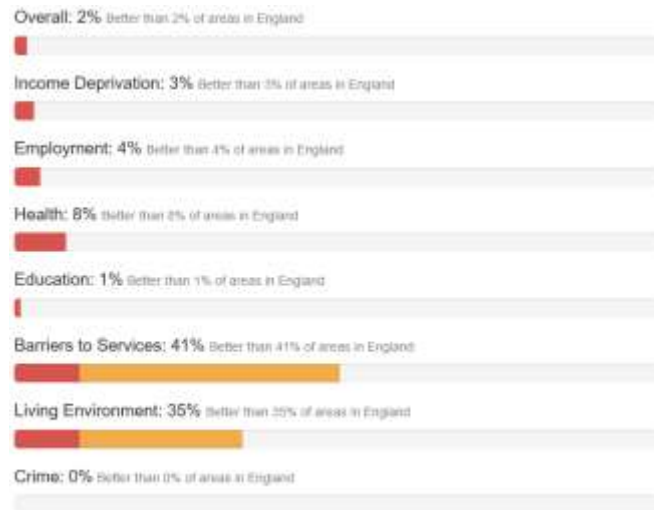 Overall: 2% Better than 2% of areas in England
Income Deprivation: 3% Better than 3% of areas in England
Employment: 4% Better than 4% of areas in England
Health: 8% Better than 8% of areas in England
Education: 1% Better than 1% of areas in England
Barriers to Services: 41% Better than 41% of areas in England
Living Environment: 35% Better than 35% of areas in England
Crime: 0% Better than 0% of areas in England